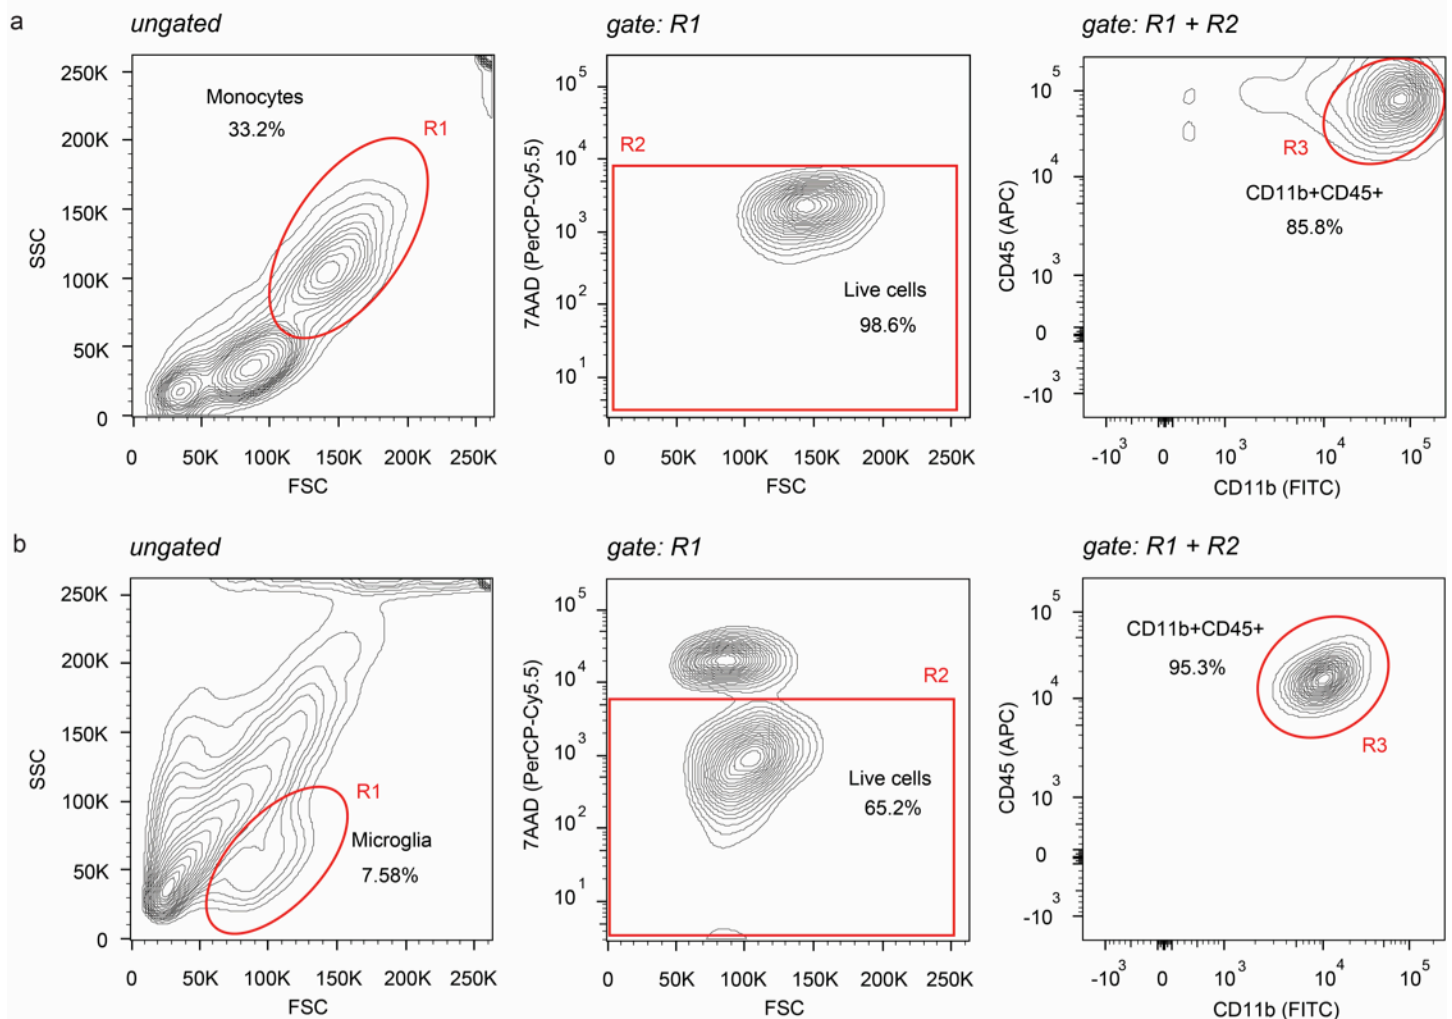 a
ungated
gate: R1
gate: R1 + R2
250K
200K
150K
100K
50K
0
SSC
Monocytes
33.2%
R1
0 50K 100K 150K 200K 250K
FSC
10^5
10^4
10^3
10^2
10^1
7AAD (PerCP-Cy5.5)
R2
Live cells
98.6%
0 50K 100K 150K 200K 250K
FSC
10^5
10^4
10^3
0
-10^3
CD45 (APC)
R3
CD11b+CD45+
85.8%
-10^3 0 10^3 10^4 10^5
CD11b (FITC)
b
ungated
gate: R1
gate: R1 + R2
250K
200K
150K
100K
50K
0
SSC
R1
Microglia
7.58%
0 50K 100K 150K 200K 250K
FSC
10^5
10^4
10^3
10^2
10^1
7AAD (PerCP-Cy5.5)
R2
Live cells
65.2%
0 50K 100K 150K 200K 250K
FSC
10^5
10^4
10^3
0
-10^3
CD45 (APC)
CD11b+CD45+
95.3%
R3
-10^3 0 10^3 10^4 10^5
CD11b (FITC)